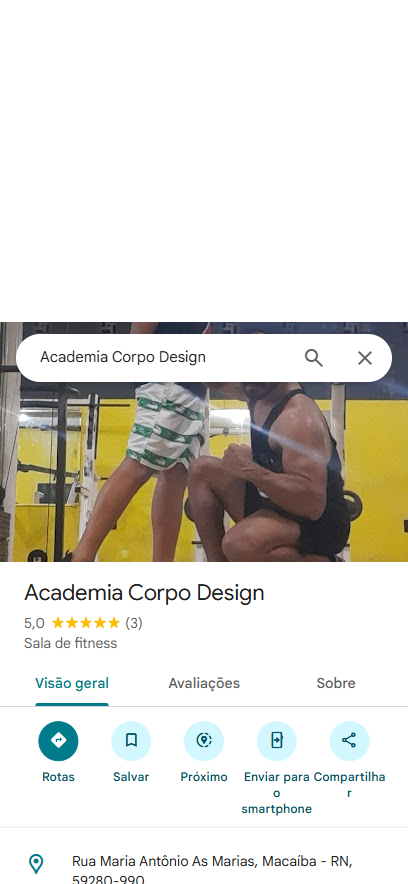 Academia Corpo Design
Academia Corpo Design
5,0 (3)
Sala de fitness
Visão geral Avaliações Sobre
Rotas Salvar Próximo Enviar para o smartphone Compartilhar
Rua Maria Antônio As Marias, Macaíba - RN,
59280-990